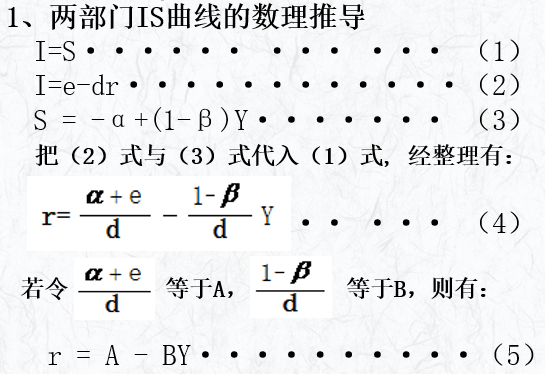 1、两部门IS曲线的数理推导
I=S·················(1)
I=e-dr·············(2)
S = -α+(1-β)Y·······(3)
把(2)式与(3)式代入(1)式, 经整理有:
r= (α + e)/d - (1-β)/d Y ······(4)
若令 (α + e)/d 等于A, (1-β)/d 等于B, 则有:
r = A - BY··········(5)